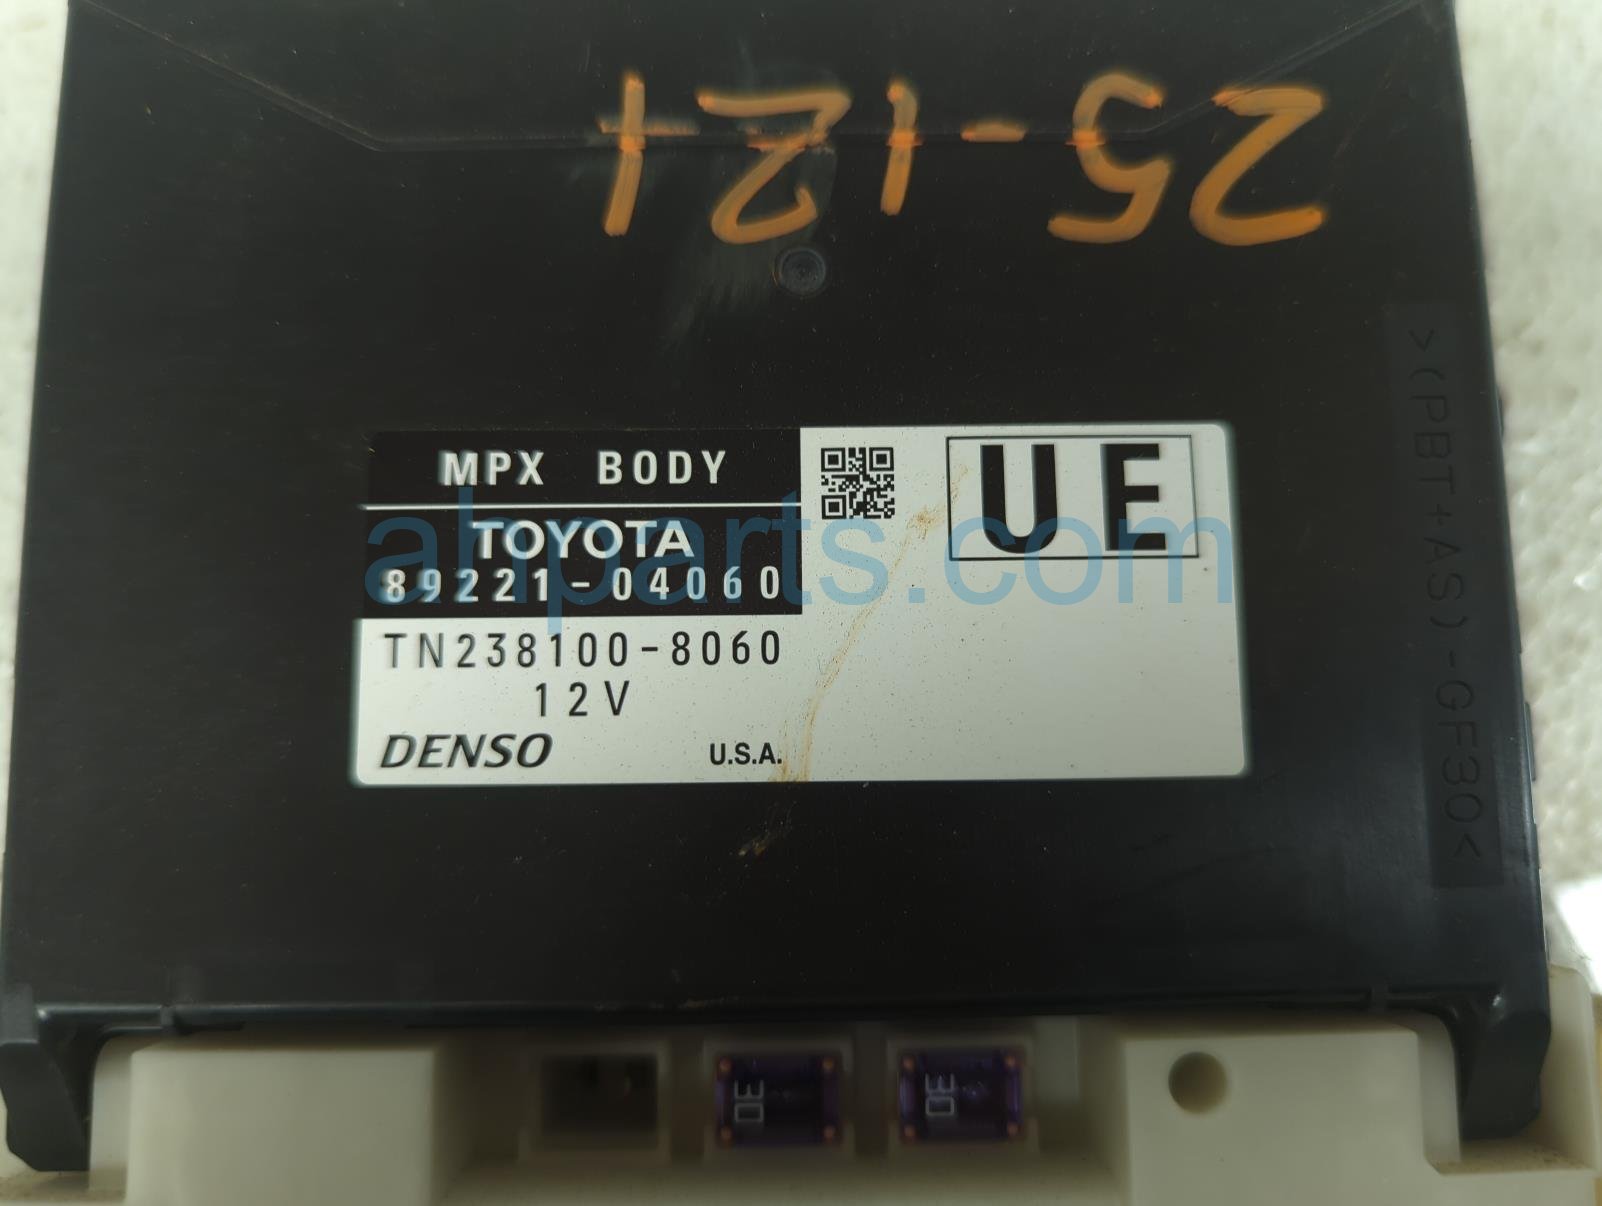 25-121
MPX BODY
TOYOTA
89221-04060
TN238100-8060
12V
DENSO
U.S.A.
UE
>(PBT+AS)-GF30<
ahparts.com
30
30